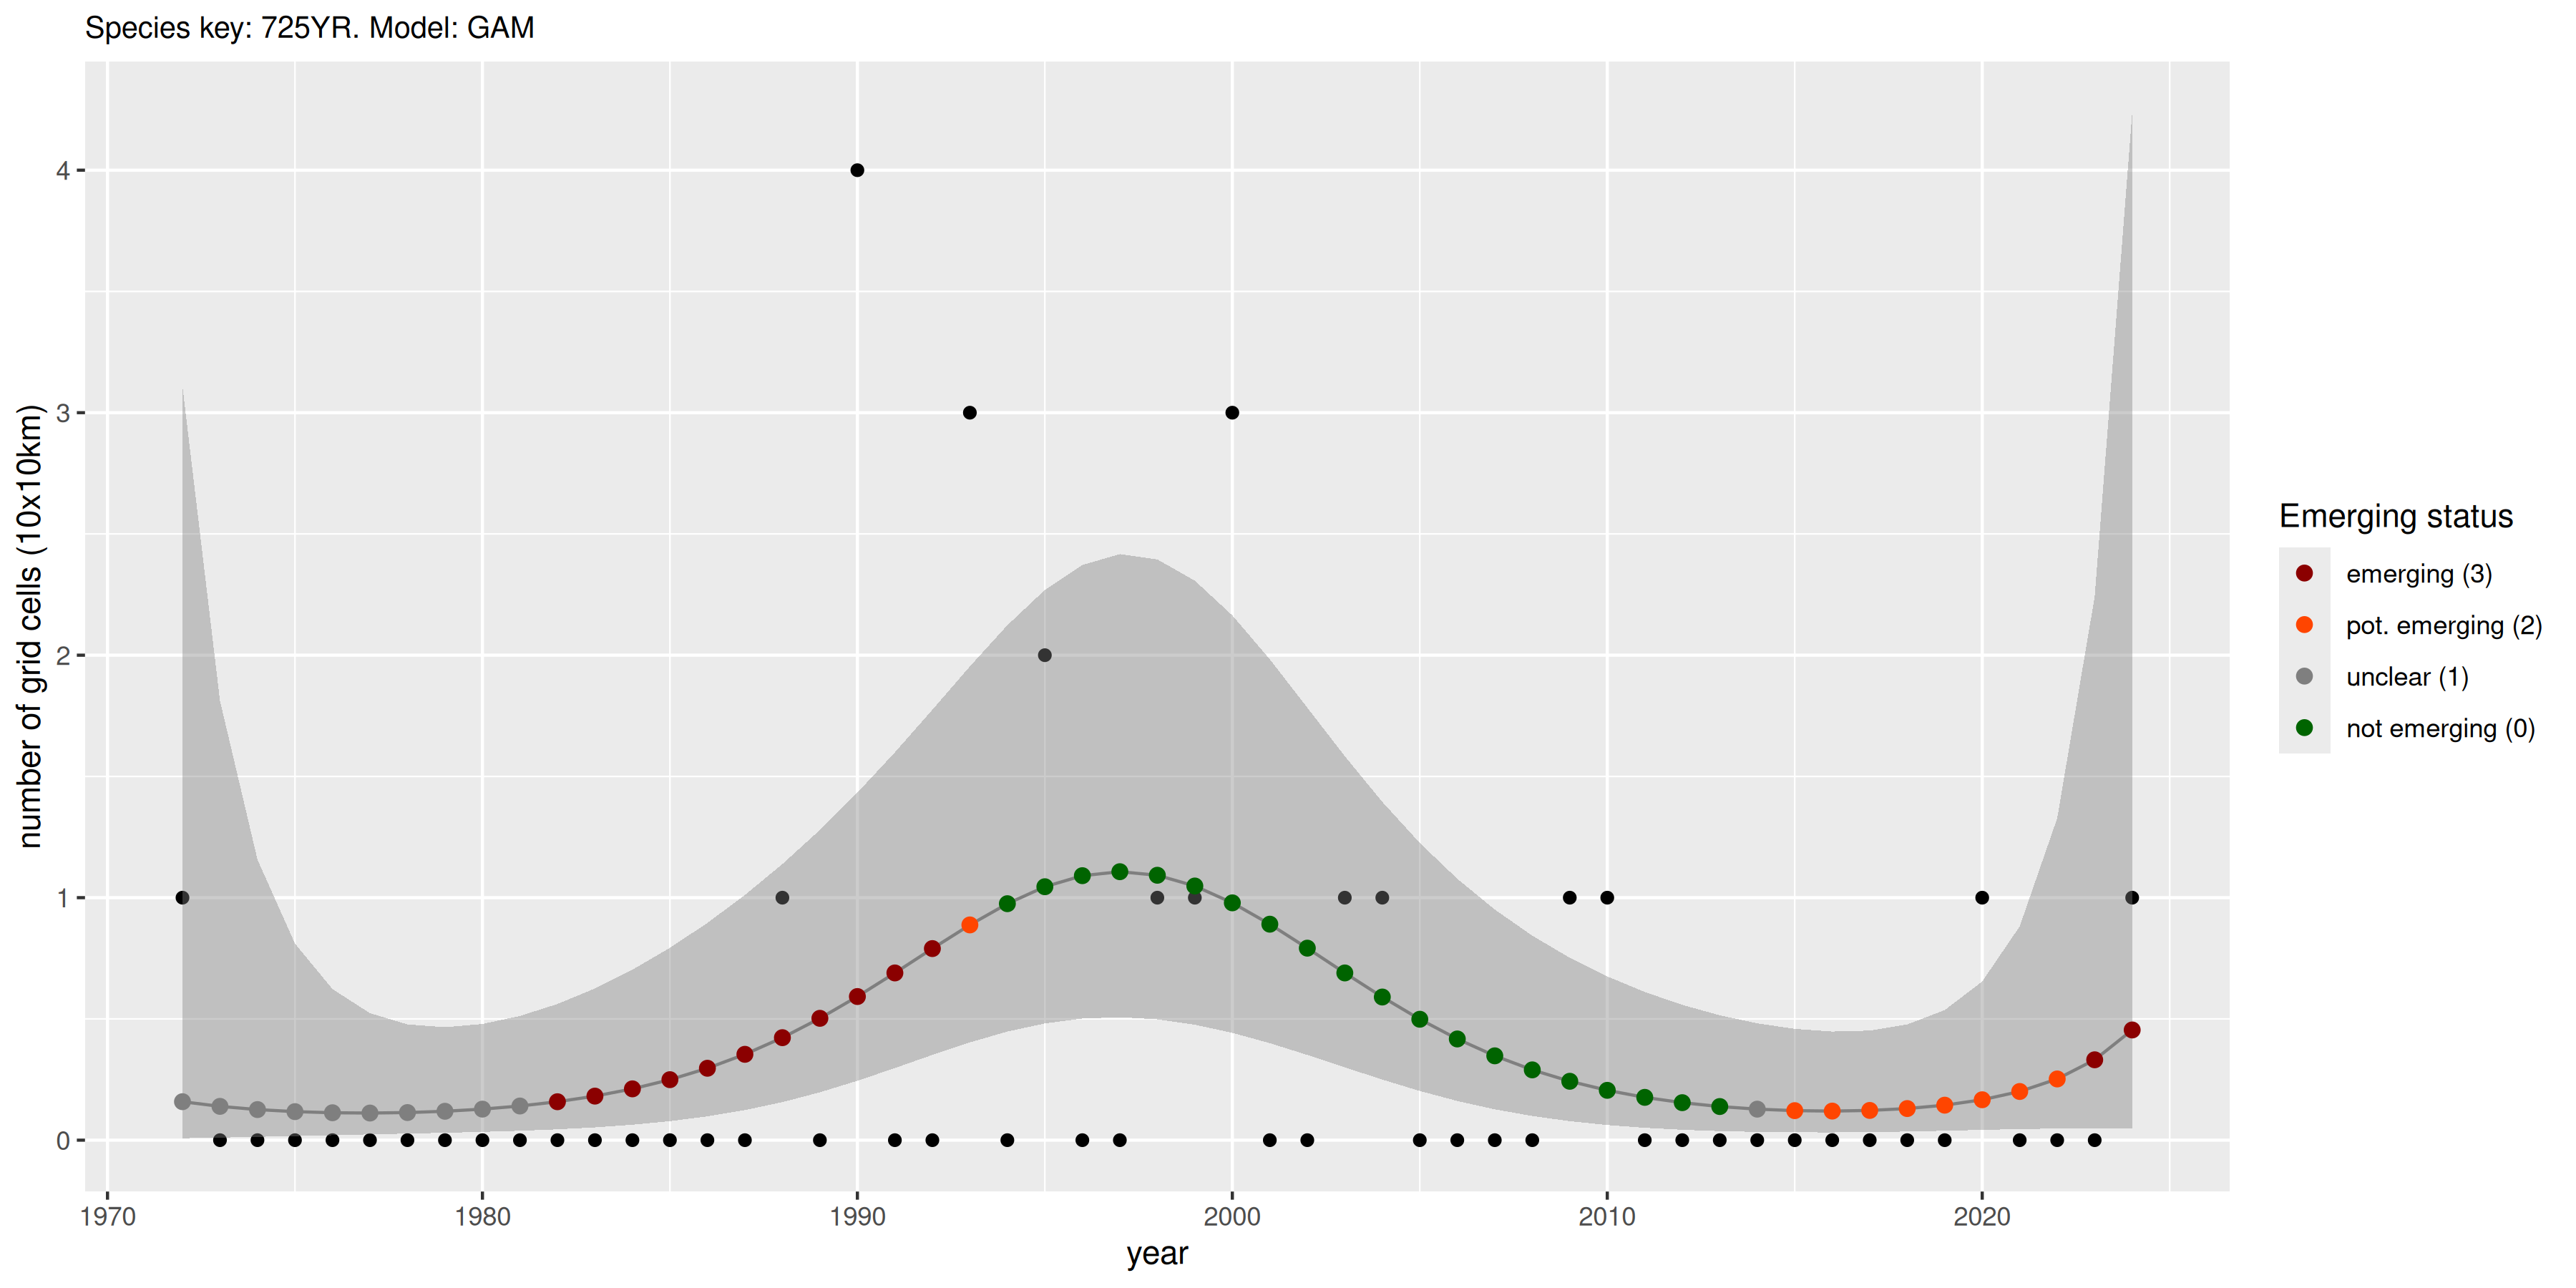 Species key: 725YR. Model: GAM
number of grid cells (10x10km)
4
3
2
1
0
1970 1980 1990 2000 2010 2020
year
Emerging status
emerging (3)
pot. emerging (2)
unclear (1)
not emerging (0)